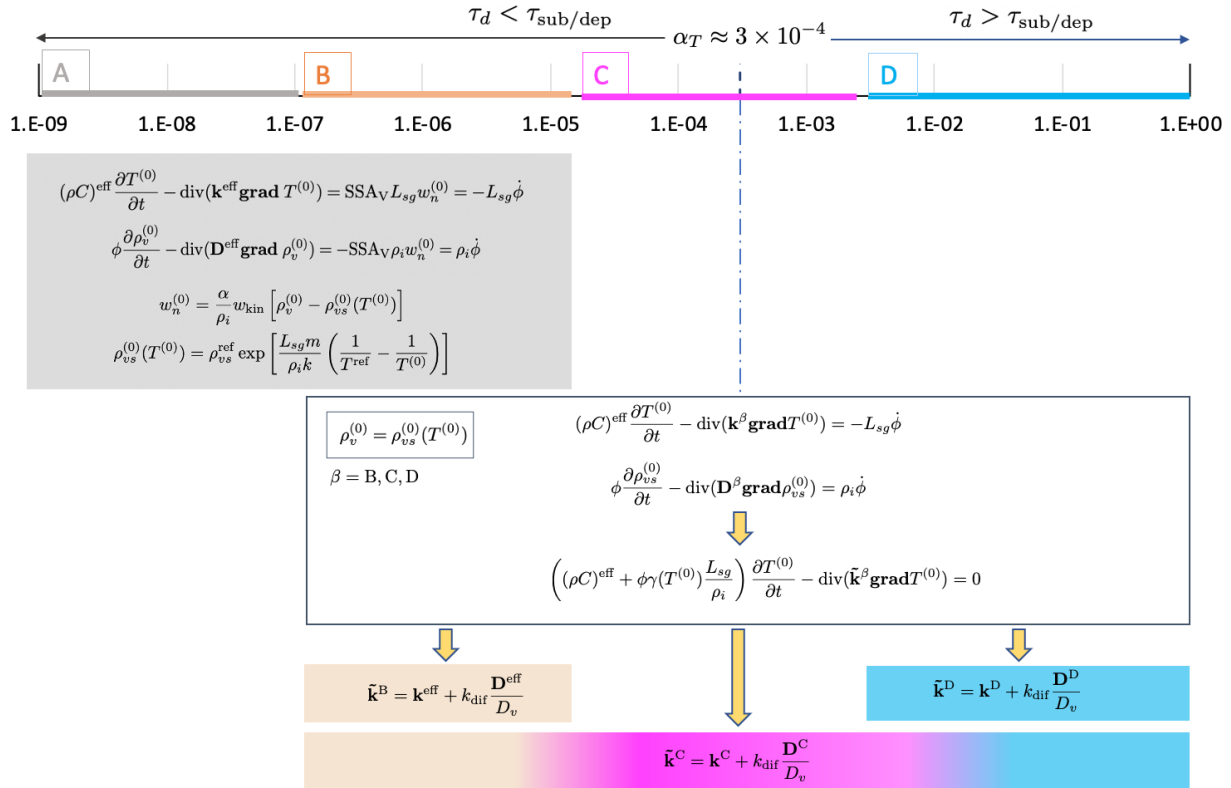 τ_d < τ_sub/dep
τ_d > τ_sub/dep
α_T ≈ 3 × 10⁻⁴
A B C D
1.E-09 1.E-08 1.E-07 1.E-06 1.E-05 1.E-04 1.E-03 1.E-02 1.E-01 1.E+00
(ρC)^eff ∂T^(0)/∂t − div(k^eff grad T^(0)) = SSA_V L_sg w_n^(0) = −L_sg φ̇
φ ∂ρ_v^(0)/∂t − div(D^eff grad ρ_v^(0)) = −SSA_V ρ_i w_n^(0) = ρ_i φ̇
w_n^(0) = α/ρ_i w_kin [ρ_v^(0) − ρ_vs^(0)(T^(0))]
ρ_vs^(0)(T^(0)) = ρ_vs^ref exp [L_sg m/ρ_i k (1/T^ref − 1/T^(0))]
ρ_v^(0) = ρ_vs^(0)(T^(0))
β = B, C, D
(ρC)^eff ∂T^(0)/∂t − div(k^β grad T^(0)) = −L_sg φ̇
φ ∂ρ_vs^(0)/∂t − div(D^β grad ρ_vs^(0)) = ρ_i φ̇
((ρC)^eff + φγ(T^(0)) L_sg/ρ_i) ∂T^(0)/∂t − div(k̃^β grad T^(0)) = 0
k̃^B = k^eff + k_dif D^eff/D_v
k̃^D = k^D + k_dif D^D/D_v
k̃^C = k^C + k_dif D^C/D_v